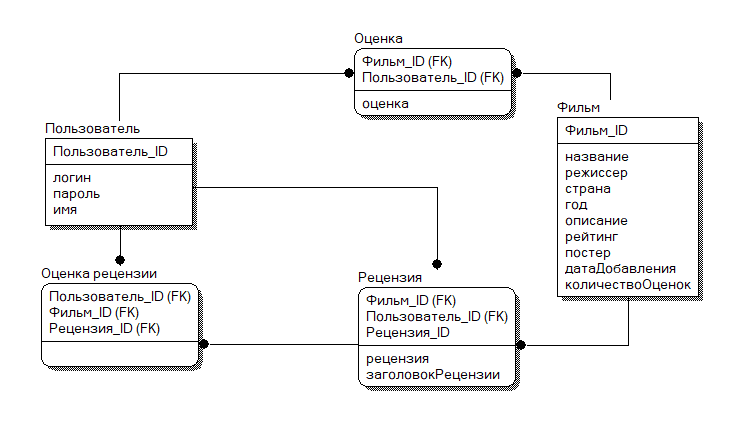 Оценка
Фильм_ID (FK)
Пользователь_ID (FK)
оценка
Фильм
Фильм_ID
название
режиссер
страна
год
описание
рейтинг
постер
датаДобавления
количествоОценок
Пользователь
Пользователь_ID
логин
пароль
имя
Оценка рецензии
Пользователь_ID (FK)
Фильм_ID (FK)
Рецензия_ID (FK)
Рецензия
Фильм_ID (FK)
Пользователь_ID (FK)
Рецензия_ID
рецензия
заголовокРецензии